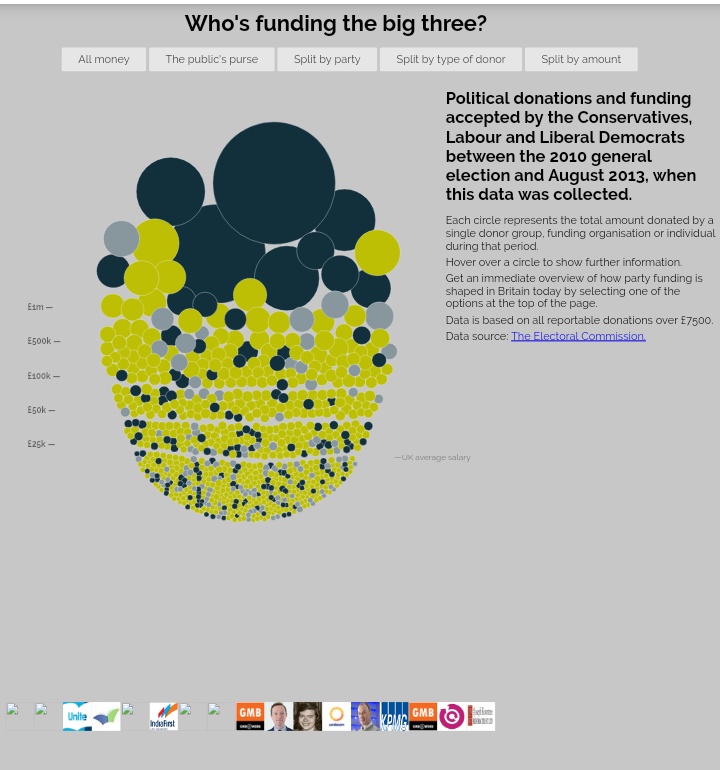 Who's funding the big three?
All money
The public's purse
Split by party
Split by type of donor
Split by amount
Political donations and funding
accepted by the Conservatives,
Labour and Liberal Democrats
between the 2010 general
election and August 2013, when
this data was collected.
Each circle represents the total amount donated by a
single donor group, funding organisation or individual
during that period.
Hover over a circle to show further information.
Get an immediate overview of how party funding is
shaped in Britain today by selecting one of the
options at the top of the page.
Data is based on all reportable donations over £7500.
Data source: The Electoral Commission.
£1m —
£500k —
£100k —
£50k —
£25k —
—UK average salary
Unite
IndiaFirst
GMB
KPMG
GMB